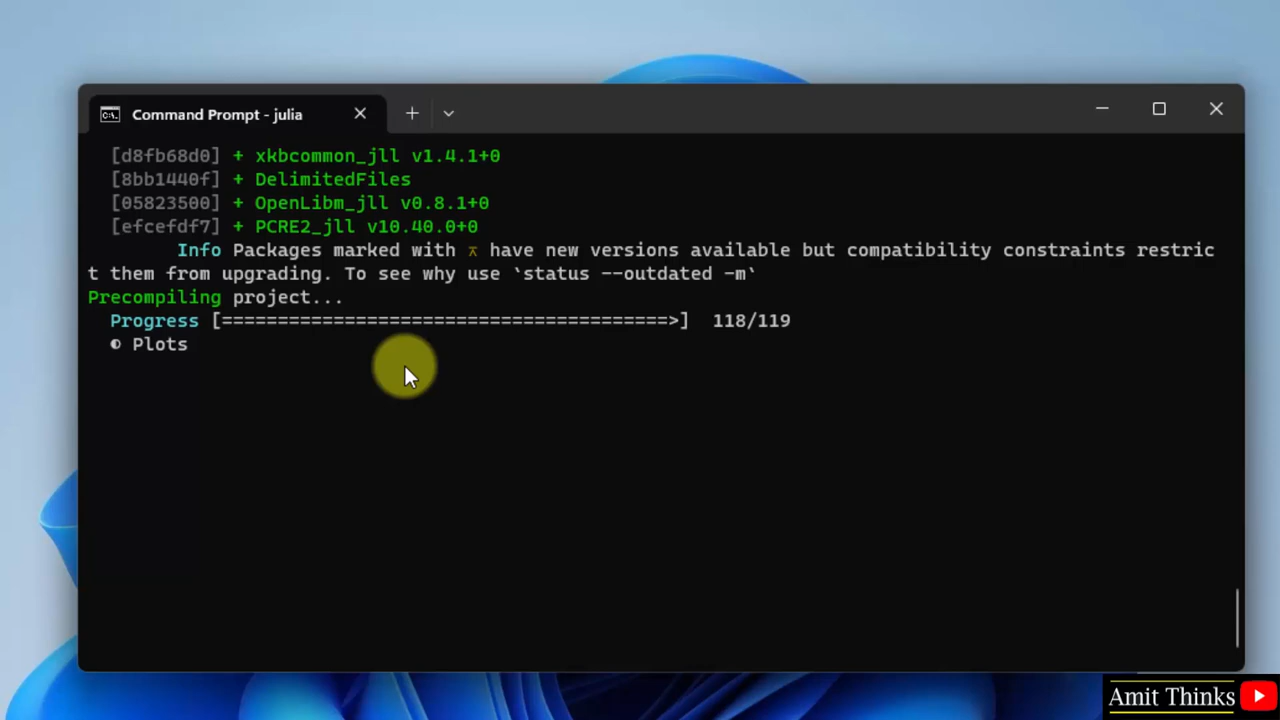 Command Prompt - julia
[d8fb68d0] + xkbcommon_jll v1.4.1+0
[8bb1440f] + DelimitedFiles
[05823500] + OpenLibm_jll v0.8.1+0
[efcefdf7] + PCRE2_jll v10.40.0+0
Info Packages marked with ⌅ have new versions available but compatibility constraints restric
t them from upgrading. To see why use `status --outdated -m`
Precompiling project...
Progress [========================================>] 118/119
◐ Plots
Amit Thinks